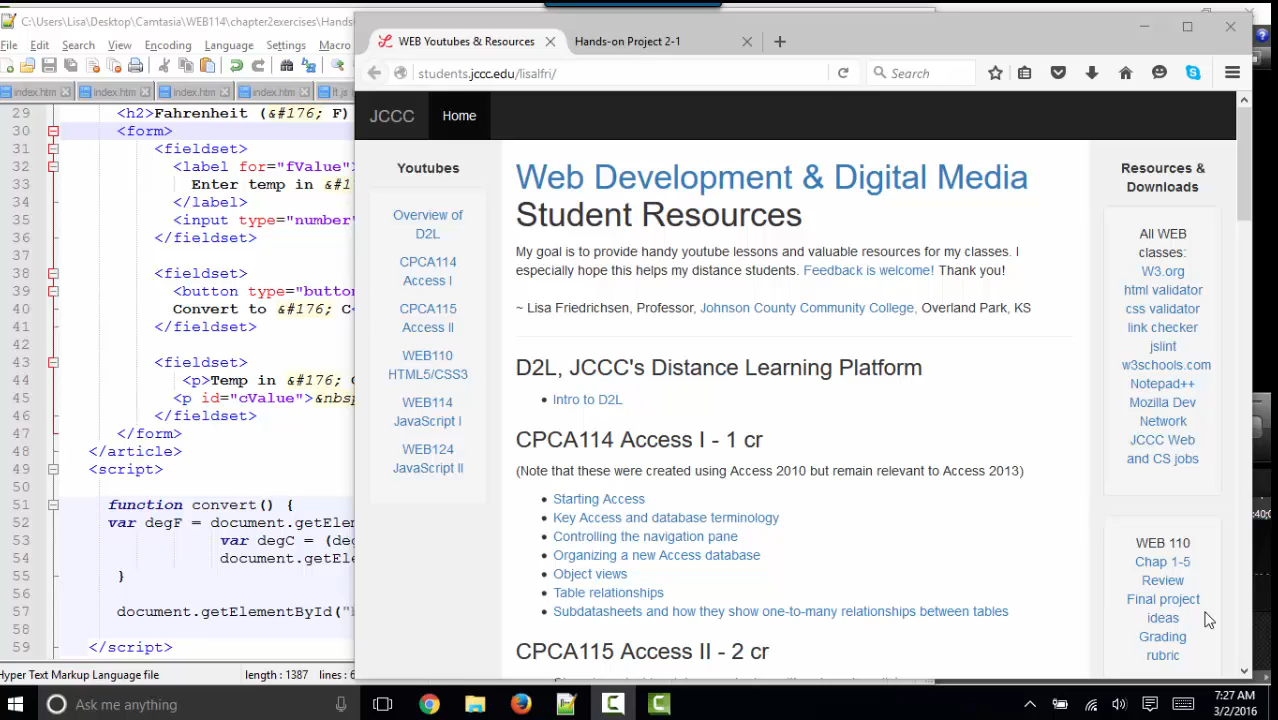 C:\Users\Lisa\Desktop\Camtasia\WEB114\chapter2exercises\Hands
File Edit Search View Encoding Language Settings Macro
index.htm index.htm index.htm index.htm lt.js
29 <h2>Fahrenheit (&#176; F)
30 <form>
31 <fieldset>
32 <label for="fValue"
33 Enter temp in &#1
34 </label>
35 <input type="number"
36 </fieldset>
37
38 <fieldset>
39 <button type="button
40 Convert to &#176; C<
41 </fieldset>
42
43 <fieldset>
44 <p>Temp in &#176; C
45 <p id="cValue">&nbsp
46 </fieldset>
47 </form>
48 </article>
49 <script>
50
51 function convert() {
52 var degF = document.getElem
53 var degC = (deg
54 document.getEle
55 }
56
57 document.getElementById("
58
59 </script>
Hyper Text Markup Language file length : 1387 lines : 6
WEB Youtubes & Resources Hands-on Project 2-1
students.jccc.edu/lisalfri/ Search
JCCC Home
Youtubes
Overview of
D2L
CPCA114
Access I
CPCA115
Access II
WEB110
HTML5/CSS3
WEB114
JavaScript I
WEB124
JavaScript II
Web Development & Digital Media
Student Resources
My goal is to provide handy youtube lessons and valuable resources for my classes. I
especially hope this helps my distance students. Feedback is welcome! Thank you!
~ Lisa Friedrichsen, Professor, Johnson County Community College, Overland Park, KS
D2L, JCCC's Distance Learning Platform
Intro to D2L
CPCA114 Access I - 1 cr
(Note that these were created using Access 2010 but remain relevant to Access 2013)
Starting Access
Key Access and database terminology
Controlling the navigation pane
Organizing a new Access database
Object views
Table relationships
Subdatasheets and how they show one-to-many relationships between tables
CPCA115 Access II - 2 cr
Resources &
Downloads
All WEB
classes:
W3.org
html validator
css validator
link checker
jslint
w3schools.com
Notepad++
Mozilla Dev
Network
JCCC Web
and CS jobs
WEB 110
Chap 1-5
Review
Final project
ideas
Grading
rubric
Ask me anything
7:27 AM
3/2/2016